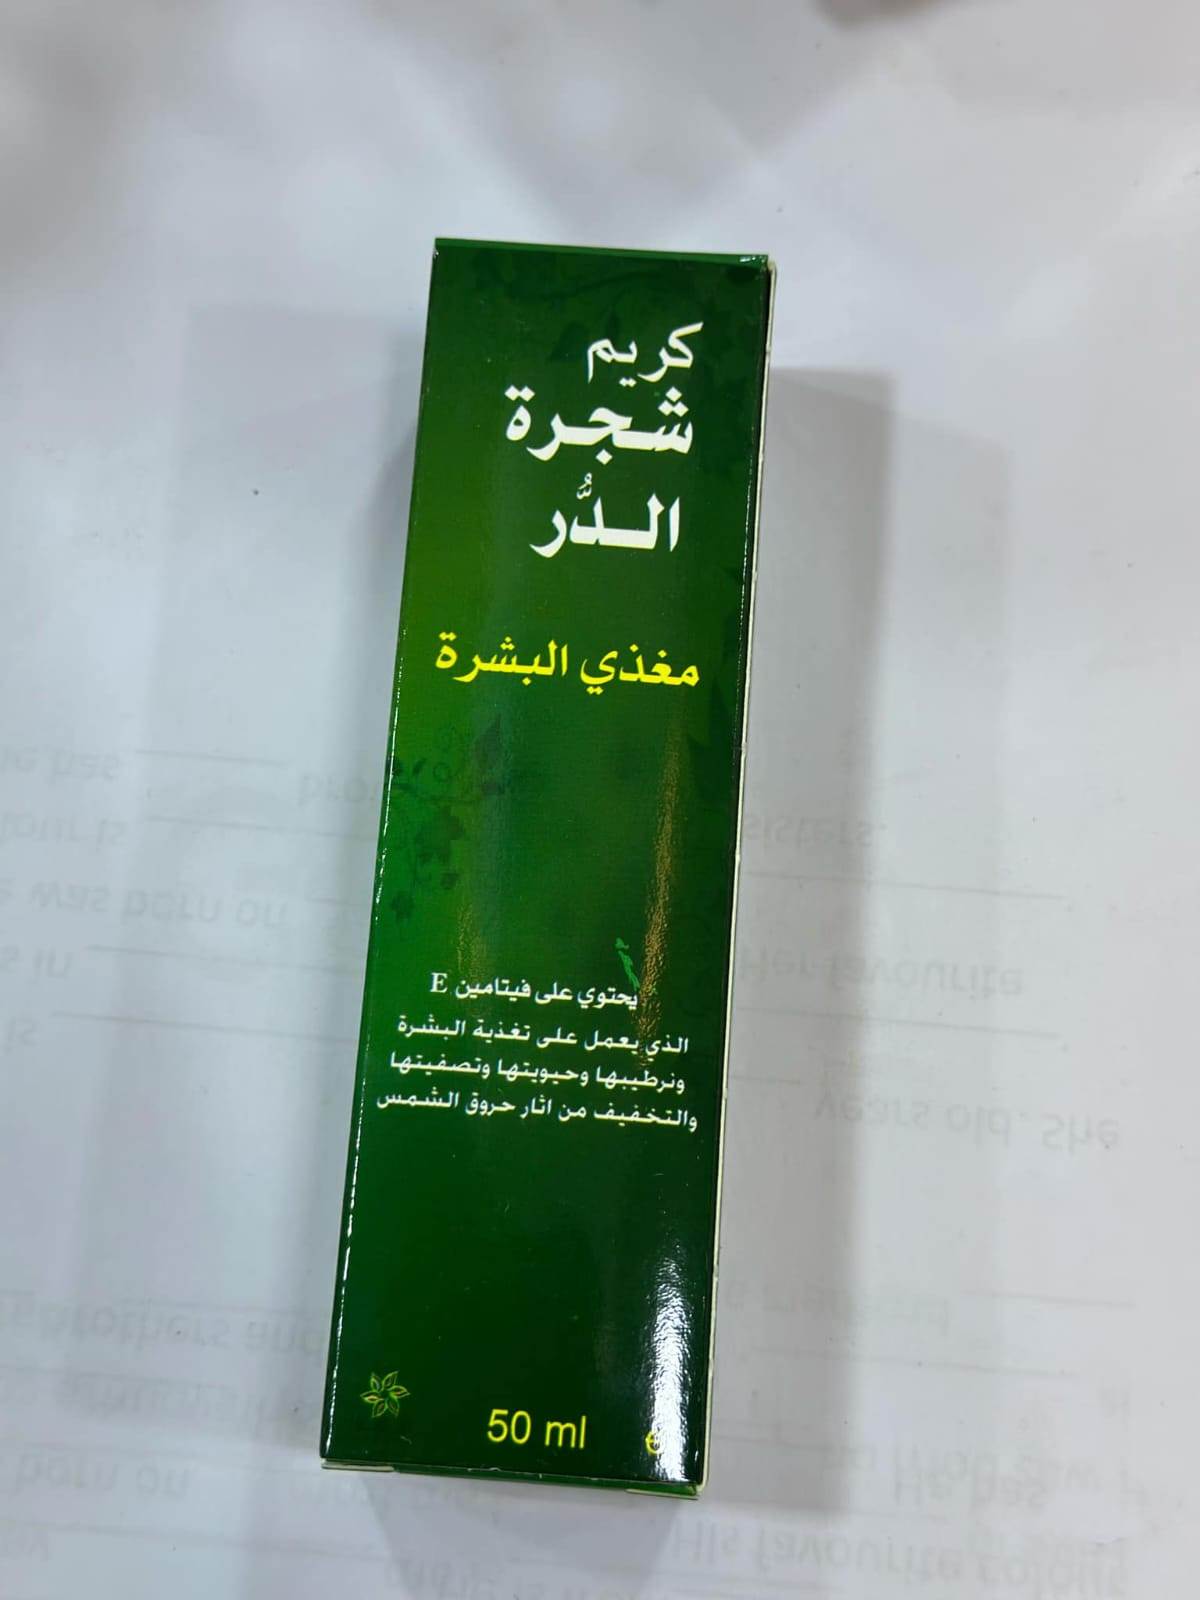 كريم
شجرة
الدُّر
مغذي البشرة
يحتوي على فيتامين E
الذي يعمل على تغذية البشرة
ونرطيبها وحيويتها وتصفيتها
والتخفيف من اثار حروق الشمس
50 ml e